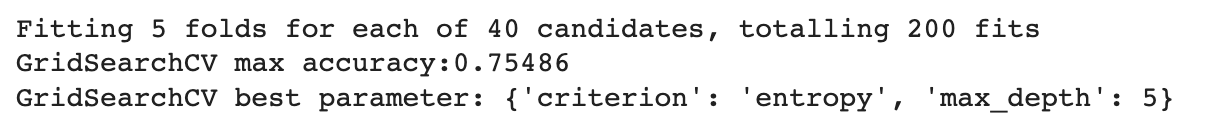 Fitting 5 folds for each of 40 candidates, totalling 200 fits
GridSearchCV max accuracy:0.75486
GridSearchCV best parameter: {'criterion': 'entropy', 'max_depth': 5}